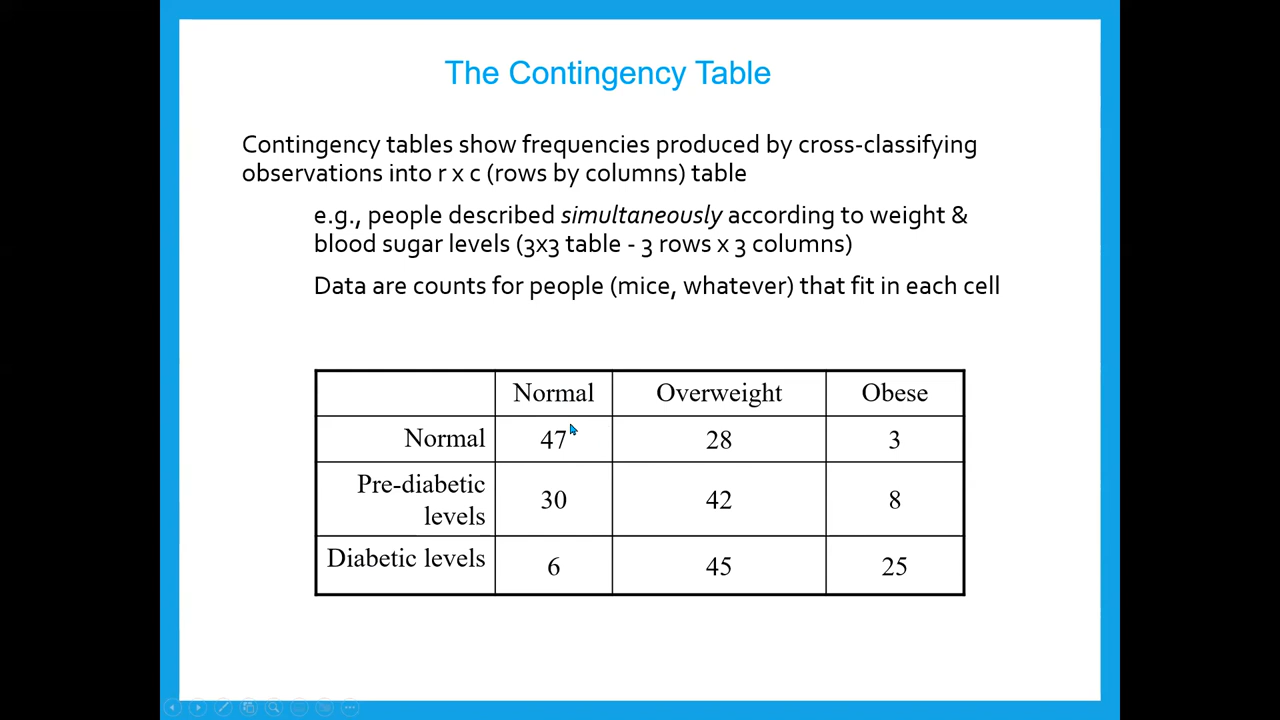 The Contingency Table
Contingency tables show frequencies produced by cross-classifying
observations into r x c (rows by columns) table
e.g., people described simultaneously according to weight &
blood sugar levels (3x3 table - 3 rows x 3 columns)
Data are counts for people (mice, whatever) that fit in each cell
Normal Overweight Obese
Normal 47 28 3
Pre-diabetic
levels 30 42 8
Diabetic levels 6 45 25